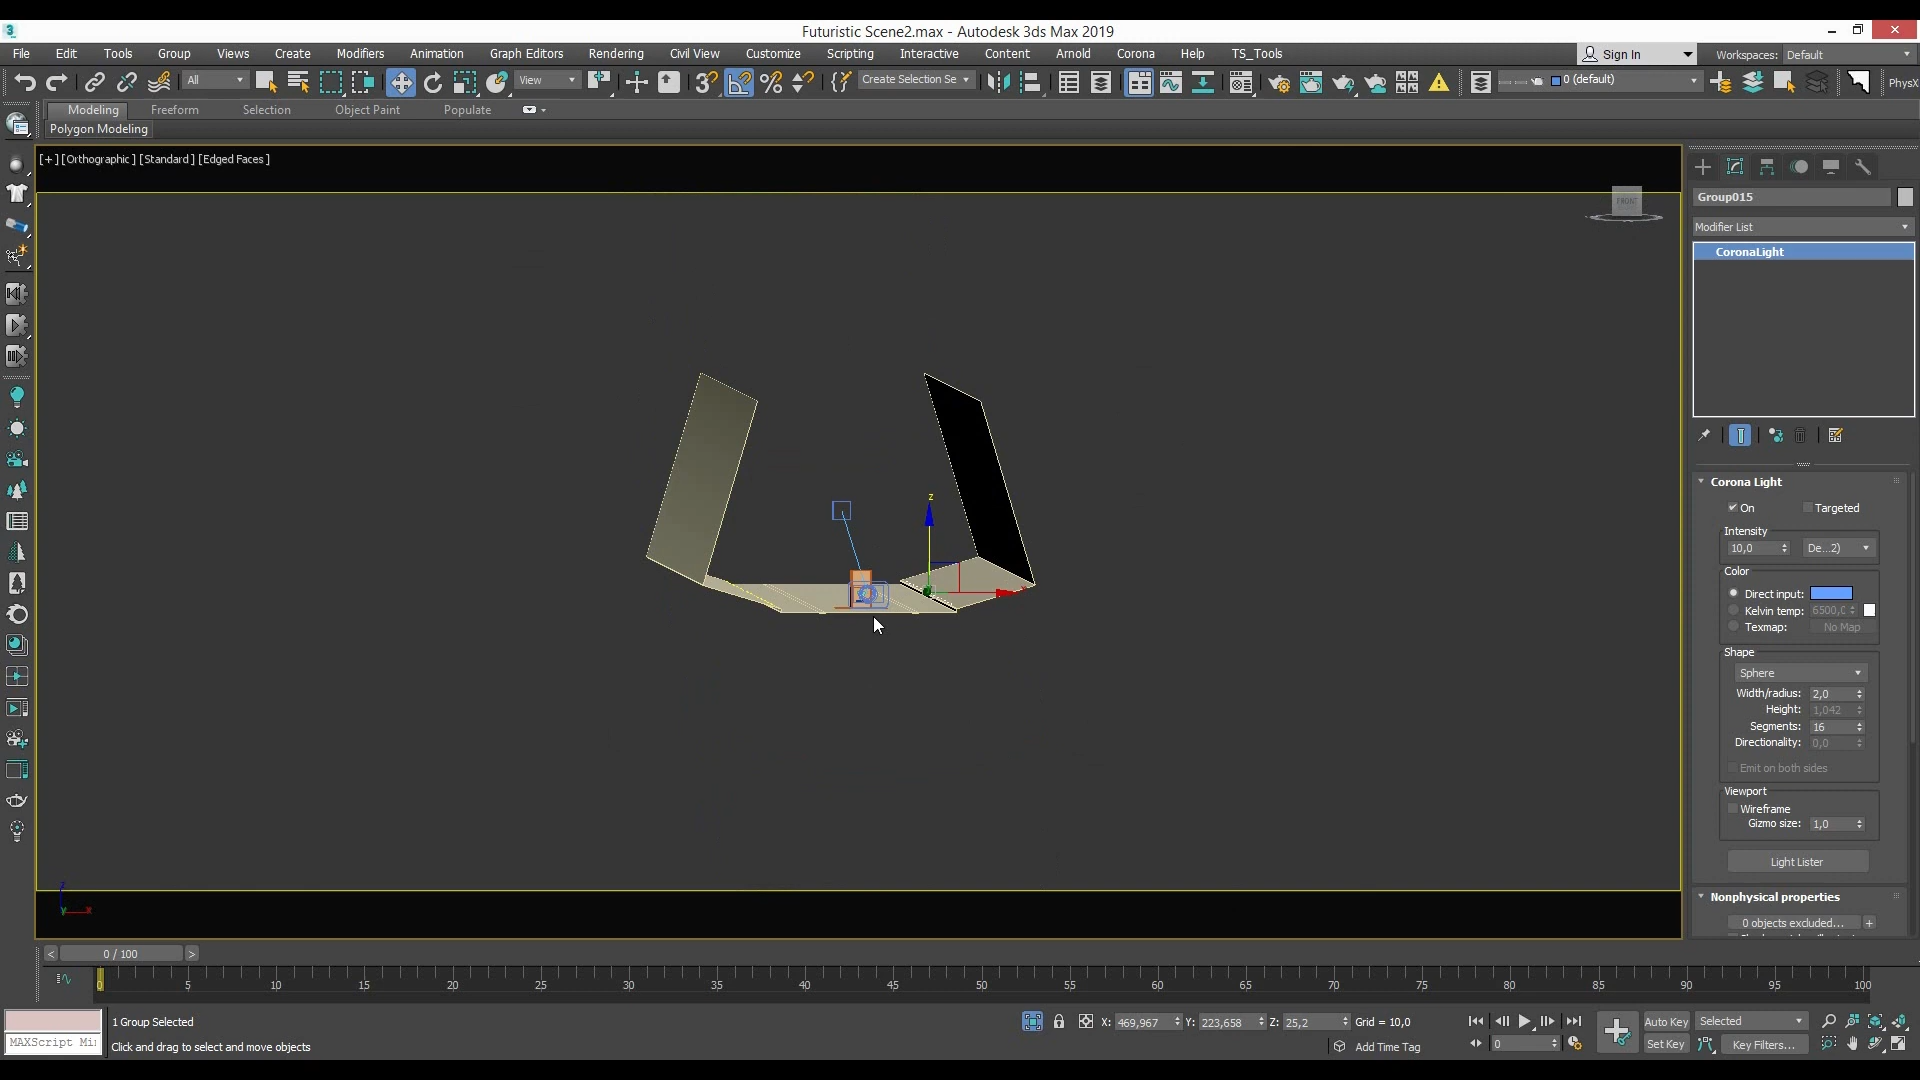 Futuristic Scene2.max - Autodesk 3ds Max 2019
File Edit Tools Group Views Create Modifiers Animation Graph Editors Rendering Civil View Customize Scripting Interactive Content Arnold Corona Help TS_Tools Sign In Workspaces: Default
All View Create Selection Se 0 (default) PhysX
Modeling Freeform Selection Object Paint Populate
Polygon Modeling
[+] [Orthographic] [Standard] [Edged Faces]
FRONT
z
Group015
Modifier List
CoronaLight
Corona Light
On Targeted
Intensity
10,0 De...2)
Color
Direct input:
Kelvin temp: 6500,0
Texmap: No Map
Shape
Sphere
Width/radius: 2,0
Height: 1,042
Segments: 16
Directionality: 0,0
Emit on both sides
Viewport
Wireframe
Gizmo size: 1,0
Light Lister
Nonphysical properties
0 objects excluded... +
z
y x
< 0 / 100 >
0 5 10 15 20 25 30 35 40 45 50 55 60 65 70 75 80 85 90 95 100
1 Group Selected X: 469,967 Y: 223,658 Z: 25,2 Grid = 10,0 Auto Key Selected
MAXScript Mi Click and drag to select and move objects Add Time Tag 0 Set Key Key Filters...